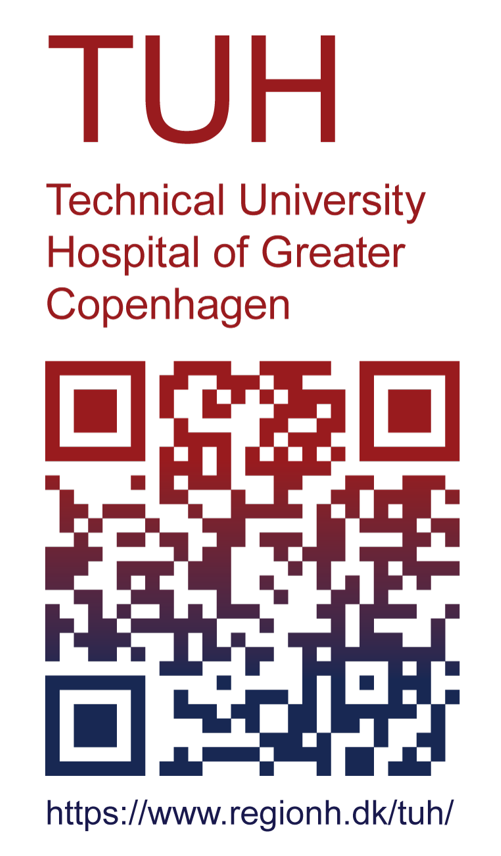 TUH
Technical University
Hospital of Greater
Copenhagen
https://www.regionh.dk/tuh/